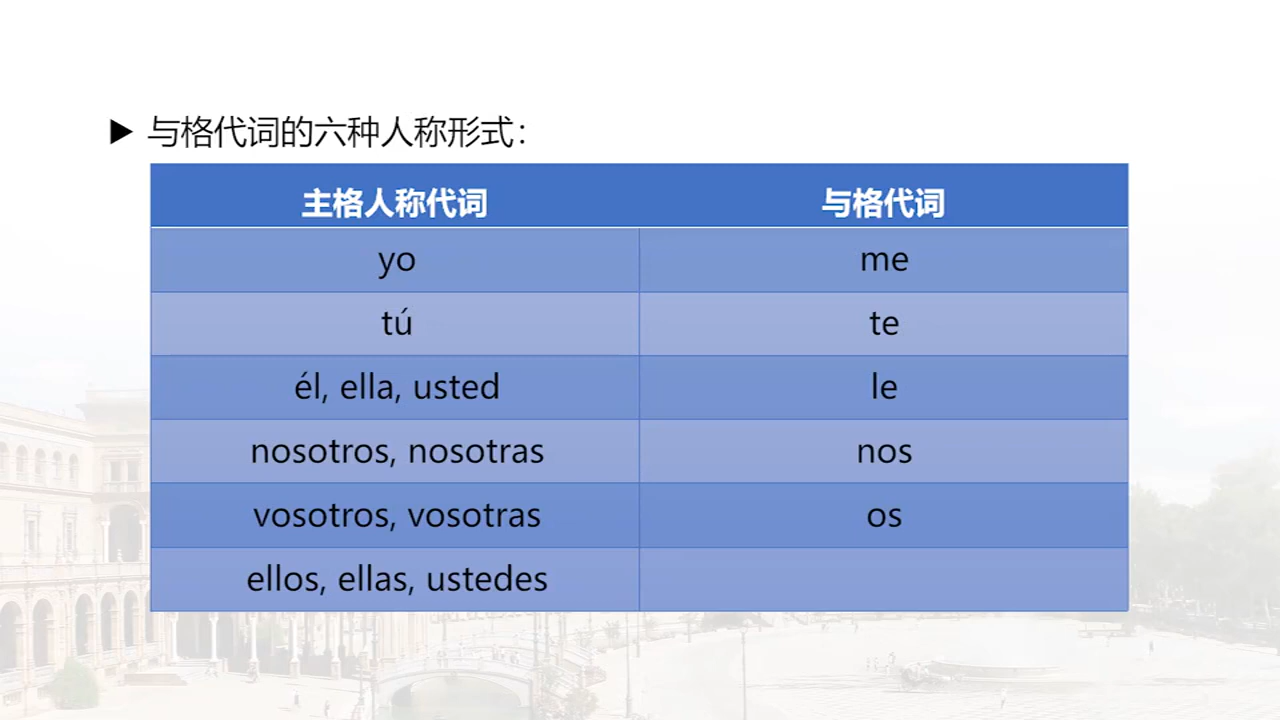 ▶ 与格代词的六种人称形式：
主格人称代词 与格代词
yo me
tú te
él, ella, usted le
nosotros, nosotras nos
vosotros, vosotras os
ellos, ellas, ustedes